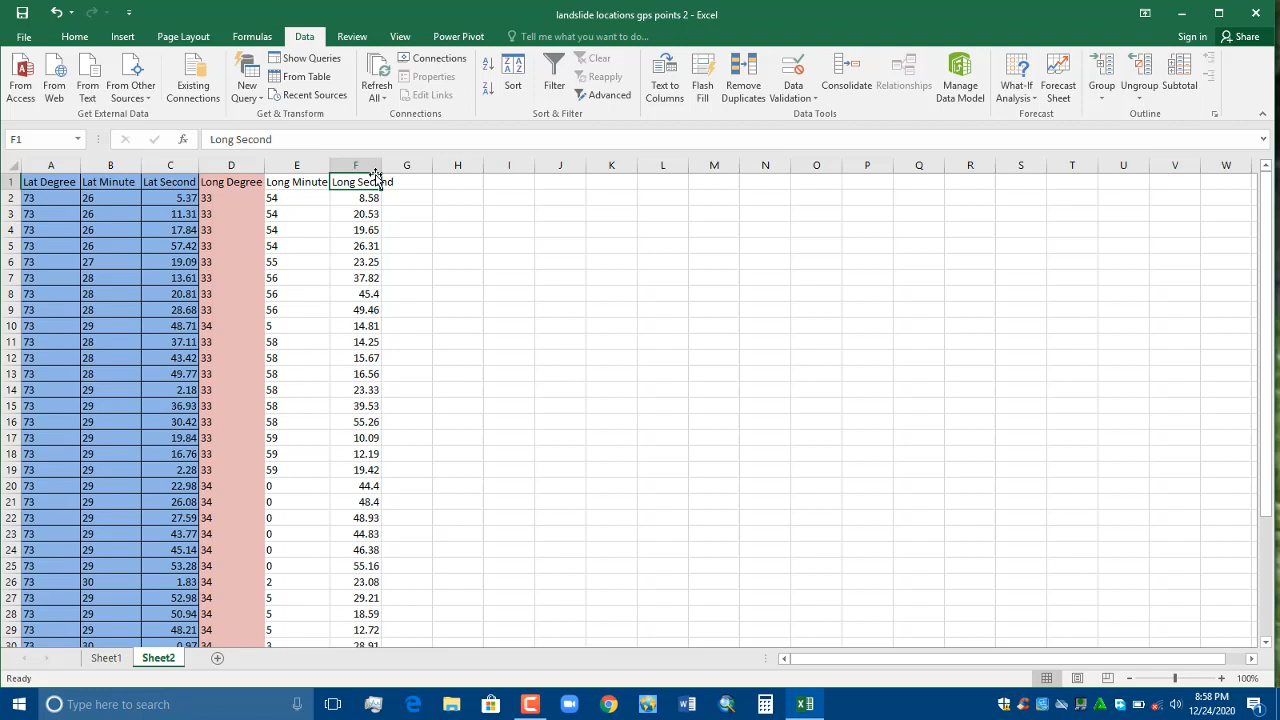 landslide locations gps points 2 - Excel
File Home Insert Page Layout Formulas Data Review View Power Pivot Tell me what you want to do... Sign in Share
From Access From Web From Text From Other Sources Existing Connections
Get External Data
New Query Show Queries From Table Recent Sources
Get & Transform
Refresh All Connections Properties Edit Links
Connections
Sort Filter Clear Reapply Advanced
Sort & Filter
Text to Columns Flash Fill Remove Duplicates Data Validation Consolidate Relationships Manage Data Model
Data Tools
What-If Analysis Forecast Sheet
Forecast
Group Ungroup Subtotal
Outline
F1 fx Long Second
A B C D E F G H I J K L M N O P Q R S T U V W
1 Lat Degree Lat Minute Lat Second Long Degree Long Minute Long Second
2 73 26 5.37 33 54 8.58
3 73 26 11.31 33 54 20.53
4 73 26 17.84 33 54 19.65
5 73 26 57.42 33 54 26.31
6 73 27 19.09 33 55 23.25
7 73 28 13.61 33 56 37.82
8 73 28 20.81 33 56 45.4
9 73 28 28.68 33 56 49.46
10 73 29 48.71 34 5 14.81
11 73 28 37.11 33 58 14.25
12 73 28 43.42 33 58 15.67
13 73 28 49.77 33 58 16.56
14 73 29 2.18 33 58 23.33
15 73 29 36.93 33 58 39.53
16 73 29 30.42 33 58 55.26
17 73 29 19.84 33 59 10.09
18 73 29 16.76 33 59 12.19
19 73 29 2.28 33 59 19.42
20 73 29 22.98 34 0 44.4
21 73 29 26.08 34 0 48.4
22 73 29 27.59 34 0 48.93
23 73 29 43.77 34 0 44.83
24 73 29 45.14 34 0 46.38
25 73 29 53.28 34 0 55.16
26 73 30 1.83 34 2 23.08
27 73 29 52.98 34 5 29.21
28 73 29 50.94 34 5 18.59
29 73 29 48.21 34 5 12.72
30 73 30 0.97 34 3 28.91
Sheet1 Sheet2
Ready 100%
Type here to search 8:58 PM
12/24/2020